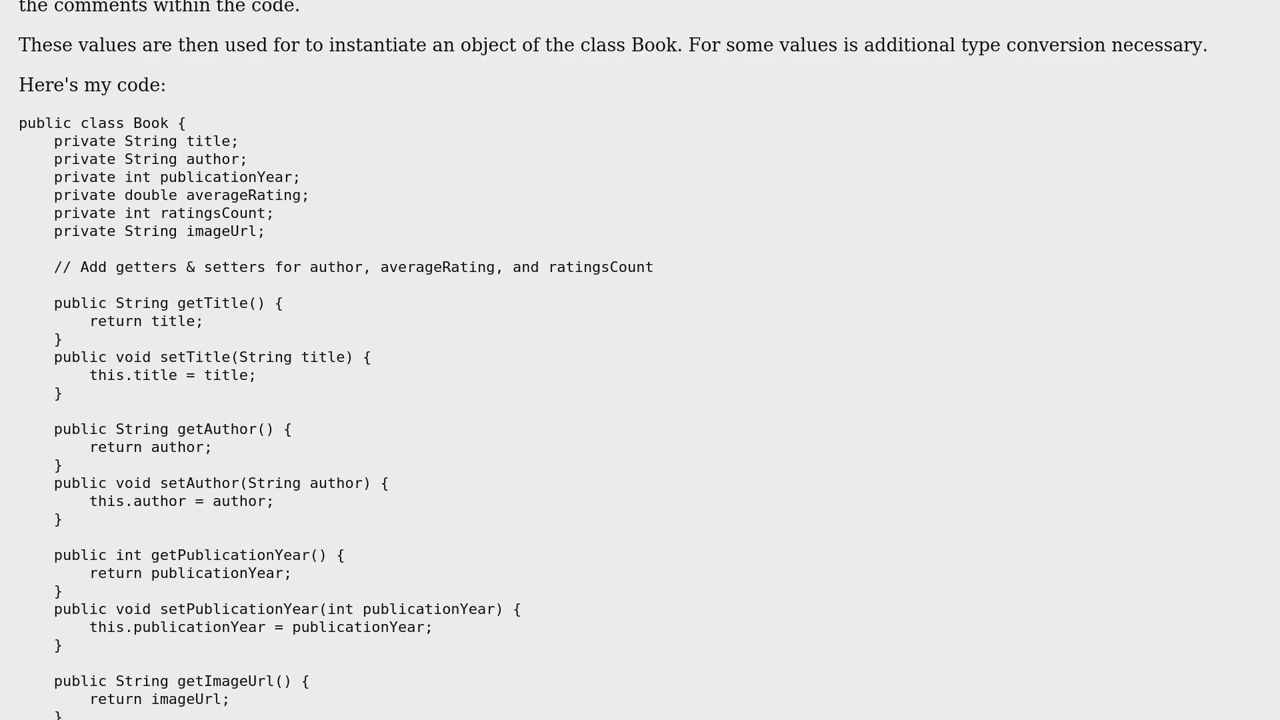 the comments within the code.
These values are then used for to instantiate an object of the class Book. For some values is additional type conversion necessary.
Here's my code:
public class Book {
    private String title;
    private String author;
    private int publicationYear;
    private double averageRating;
    private int ratingsCount;
    private String imageUrl;

    // Add getters & setters for author, averageRating, and ratingsCount

    public String getTitle() {
        return title;
    }
    public void setTitle(String title) {
        this.title = title;
    }

    public String getAuthor() {
        return author;
    }
    public void setAuthor(String author) {
        this.author = author;
    }

    public int getPublicationYear() {
        return publicationYear;
    }
    public void setPublicationYear(int publicationYear) {
        this.publicationYear = publicationYear;
    }

    public String getImageUrl() {
        return imageUrl;
    }